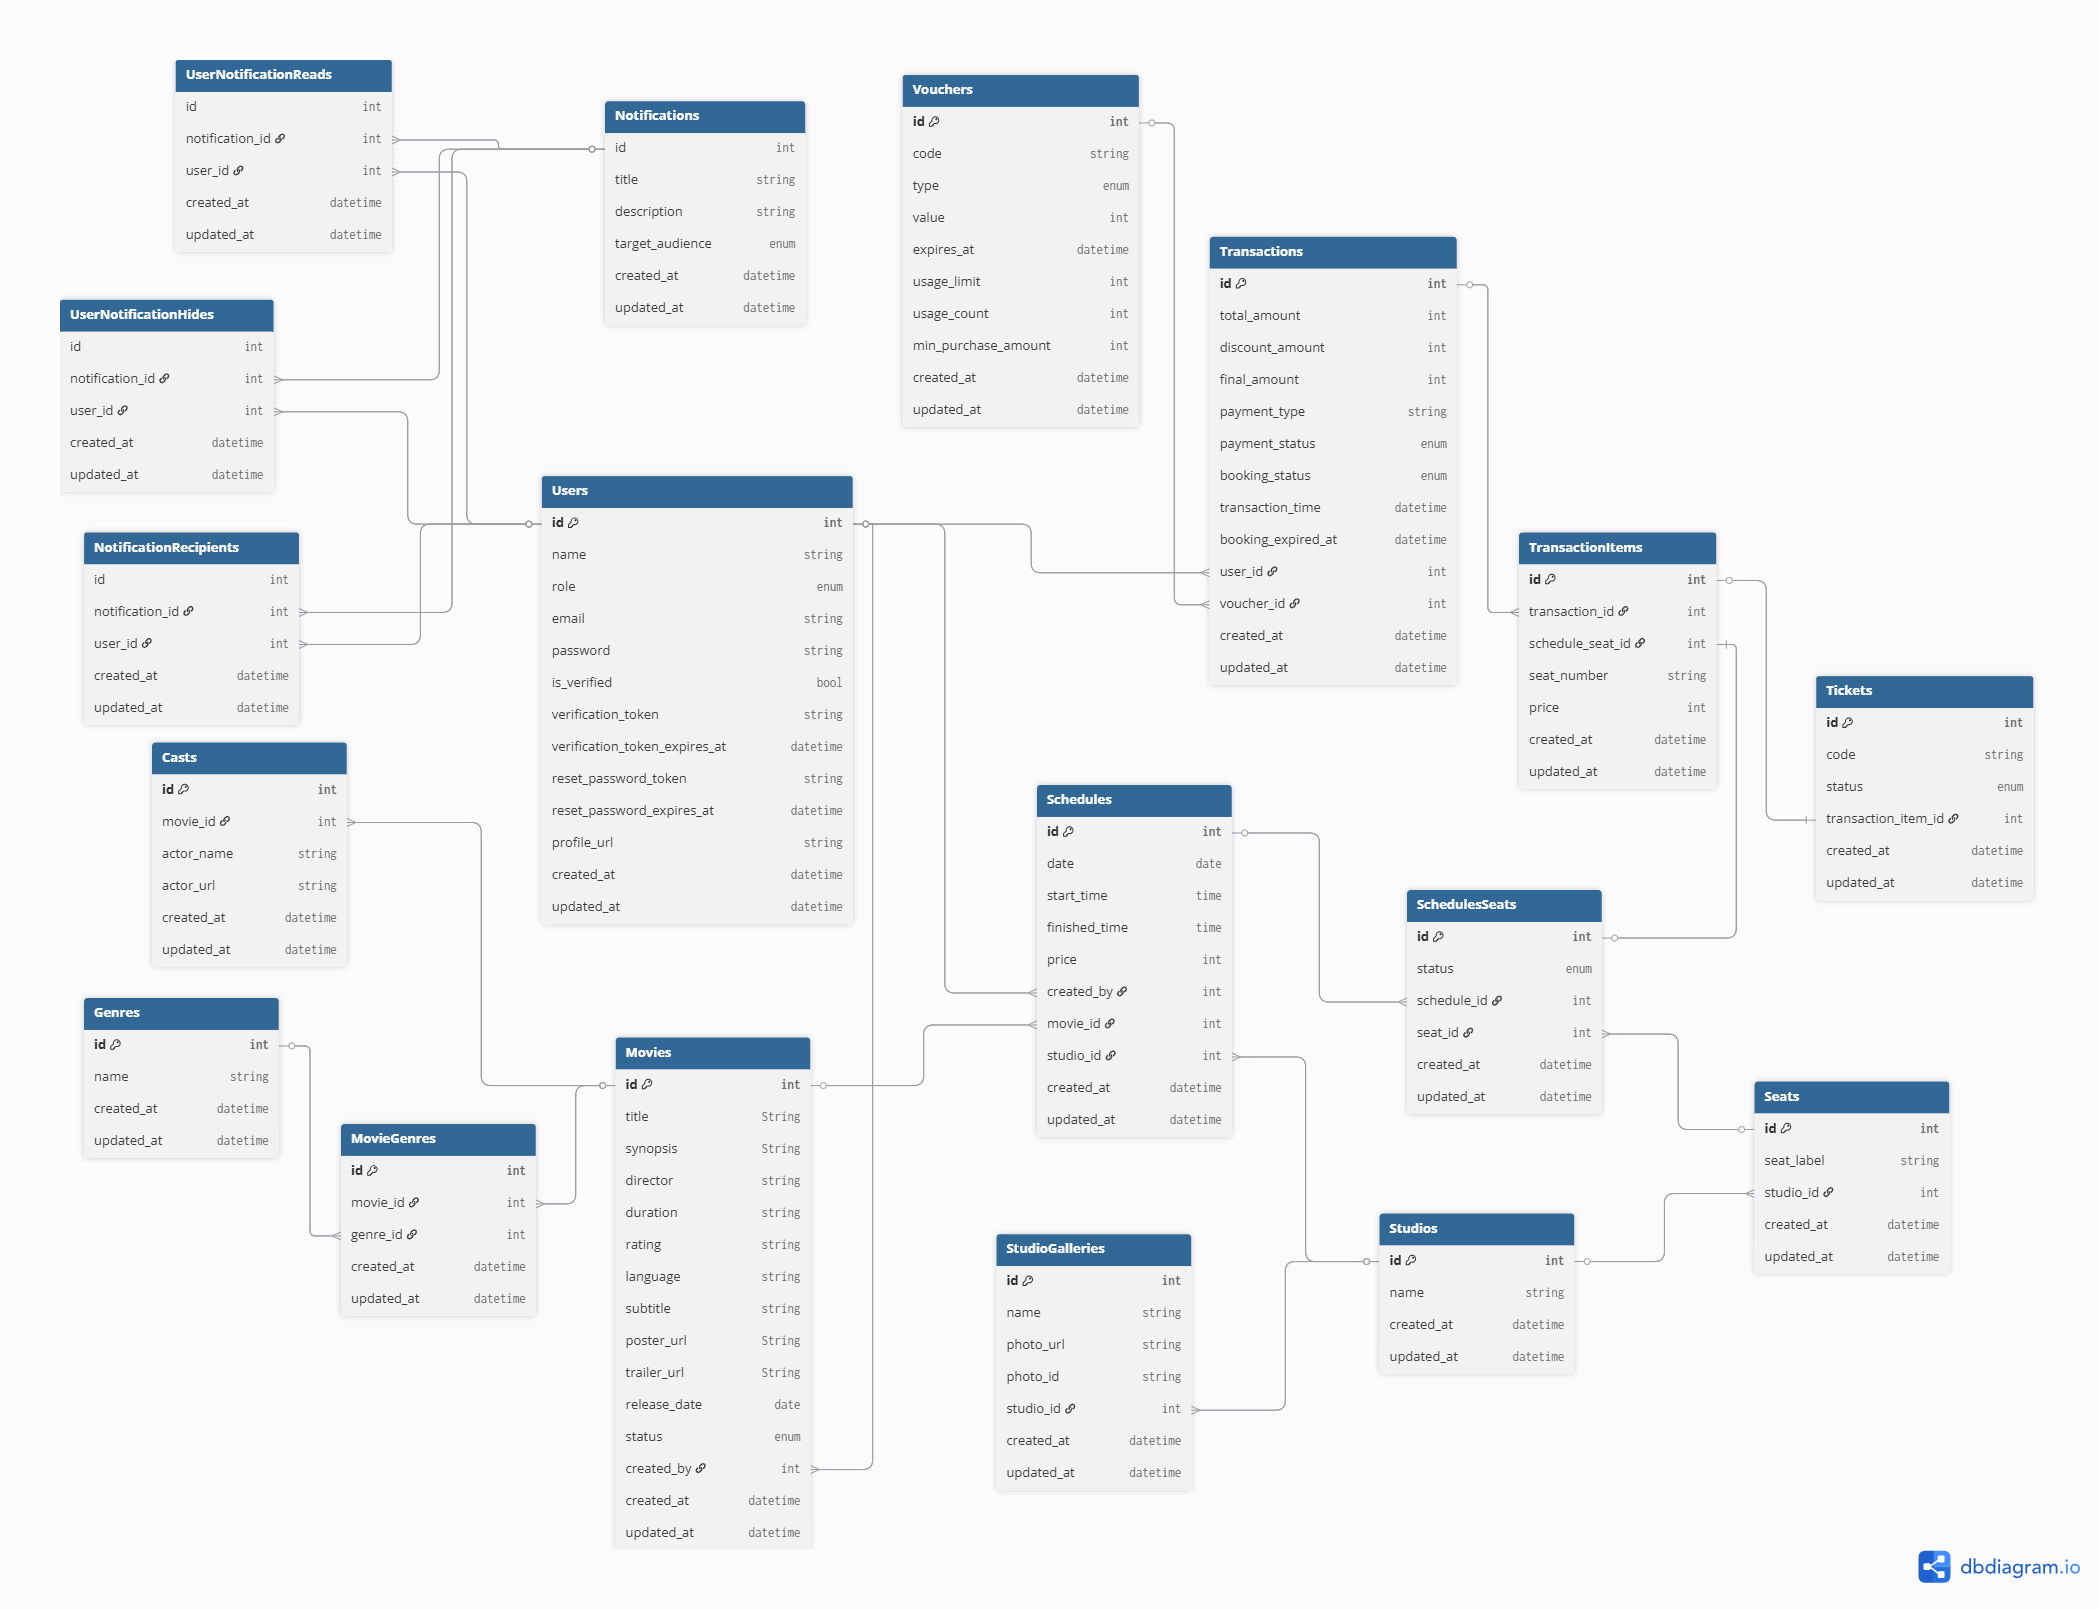 UserNotificationReads
id int
notification_id int
user_id int
created_at datetime
updated_at datetime
Notifications
id int
title string
description string
target_audience enum
created_at datetime
updated_at datetime
Vouchers
id int
code string
type enum
value int
expires_at datetime
usage_limit int
usage_count int
min_purchase_amount int
created_at datetime
updated_at datetime
Transactions
id int
total_amount int
discount_amount int
final_amount int
payment_type string
payment_status enum
booking_status enum
transaction_time datetime
booking_expired_at datetime
user_id int
voucher_id int
created_at datetime
updated_at datetime
UserNotificationHides
id int
notification_id int
user_id int
created_at datetime
updated_at datetime
Users
id int
name string
role enum
email string
password string
is_verified bool
verification_token string
verification_token_expires_at datetime
reset_password_token string
reset_password_expires_at datetime
profile_url string
created_at datetime
updated_at datetime
NotificationRecipients
id int
notification_id int
user_id int
created_at datetime
updated_at datetime
TransactionItems
id int
transaction_id int
schedule_seat_id int
seat_number string
price int
created_at datetime
updated_at datetime
Tickets
id int
code string
status enum
transaction_item_id int
created_at datetime
updated_at datetime
Casts
id int
movie_id int
actor_name string
actor_url string
created_at datetime
updated_at datetime
Schedules
id int
date date
start_time time
finished_time time
price int
created_by int
movie_id int
studio_id int
created_at datetime
updated_at datetime
SchedulesSeats
id int
status enum
schedule_id int
seat_id int
created_at datetime
updated_at datetime
Genres
id int
name string
created_at datetime
updated_at datetime
MovieGenres
id int
movie_id int
genre_id int
created_at datetime
updated_at datetime
Movies
id int
title String
synopsis String
director string
duration string
rating string
language string
subtitle string
poster_url String
trailer_url String
release_date date
status enum
created_by int
created_at datetime
updated_at datetime
Seats
id int
seat_label string
studio_id int
created_at datetime
updated_at datetime
StudioGalleries
id int
name string
photo_url string
photo_id string
studio_id int
created_at datetime
updated_at datetime
Studios
id int
name string
created_at datetime
updated_at datetime
dbdiagram.io